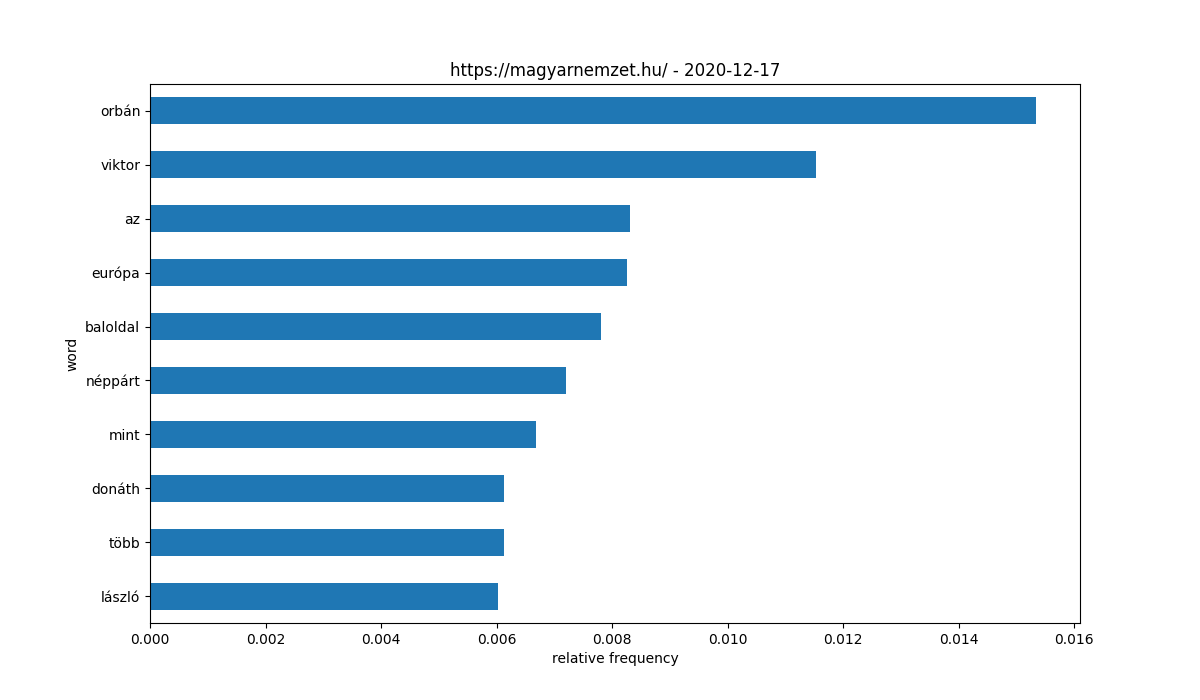 https://magyarnemzet.hu/ - 2020-12-17
orbán
viktor
az
európa
baloldal
néppárt
mint
donáth
több
lászló
word
0.000 0.002 0.004 0.006 0.008 0.010 0.012 0.014 0.016
relative frequency